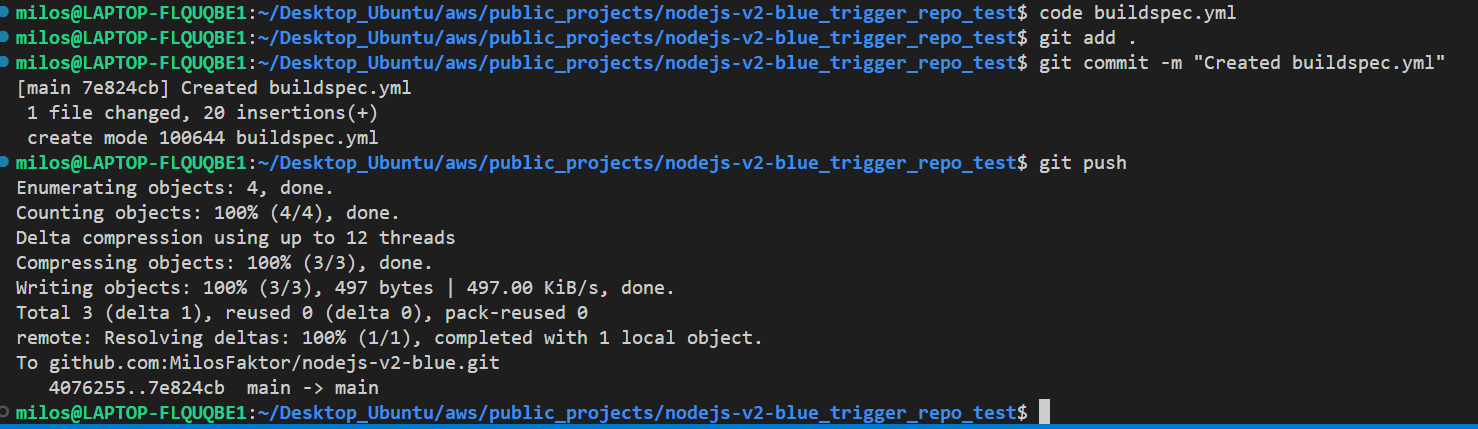 milos@LAPTOP-FLQUQBE1:~/Desktop_Ubuntu/aws/public_projects/nodejs-v2-blue_trigger_repo_test$ code buildspec.yml
milos@LAPTOP-FLQUQBE1:~/Desktop_Ubuntu/aws/public_projects/nodejs-v2-blue_trigger_repo_test$ git add .
milos@LAPTOP-FLQUQBE1:~/Desktop_Ubuntu/aws/public_projects/nodejs-v2-blue_trigger_repo_test$ git commit -m "Created buildspec.yml"
[main 7e824cb] Created buildspec.yml
 1 file changed, 20 insertions(+)
 create mode 100644 buildspec.yml
milos@LAPTOP-FLQUQBE1:~/Desktop_Ubuntu/aws/public_projects/nodejs-v2-blue_trigger_repo_test$ git push
Enumerating objects: 4, done.
Counting objects: 100% (4/4), done.
Delta compression using up to 12 threads
Compressing objects: 100% (3/3), done.
Writing objects: 100% (3/3), 497 bytes | 497.00 KiB/s, done.
Total 3 (delta 1), reused 0 (delta 0), pack-reused 0
remote: Resolving deltas: 100% (1/1), completed with 1 local object.
To github.com:MilosFaktor/nodejs-v2-blue.git
   4076255..7e824cb  main -> main
milos@LAPTOP-FLQUQBE1:~/Desktop_Ubuntu/aws/public_projects/nodejs-v2-blue_trigger_repo_test$